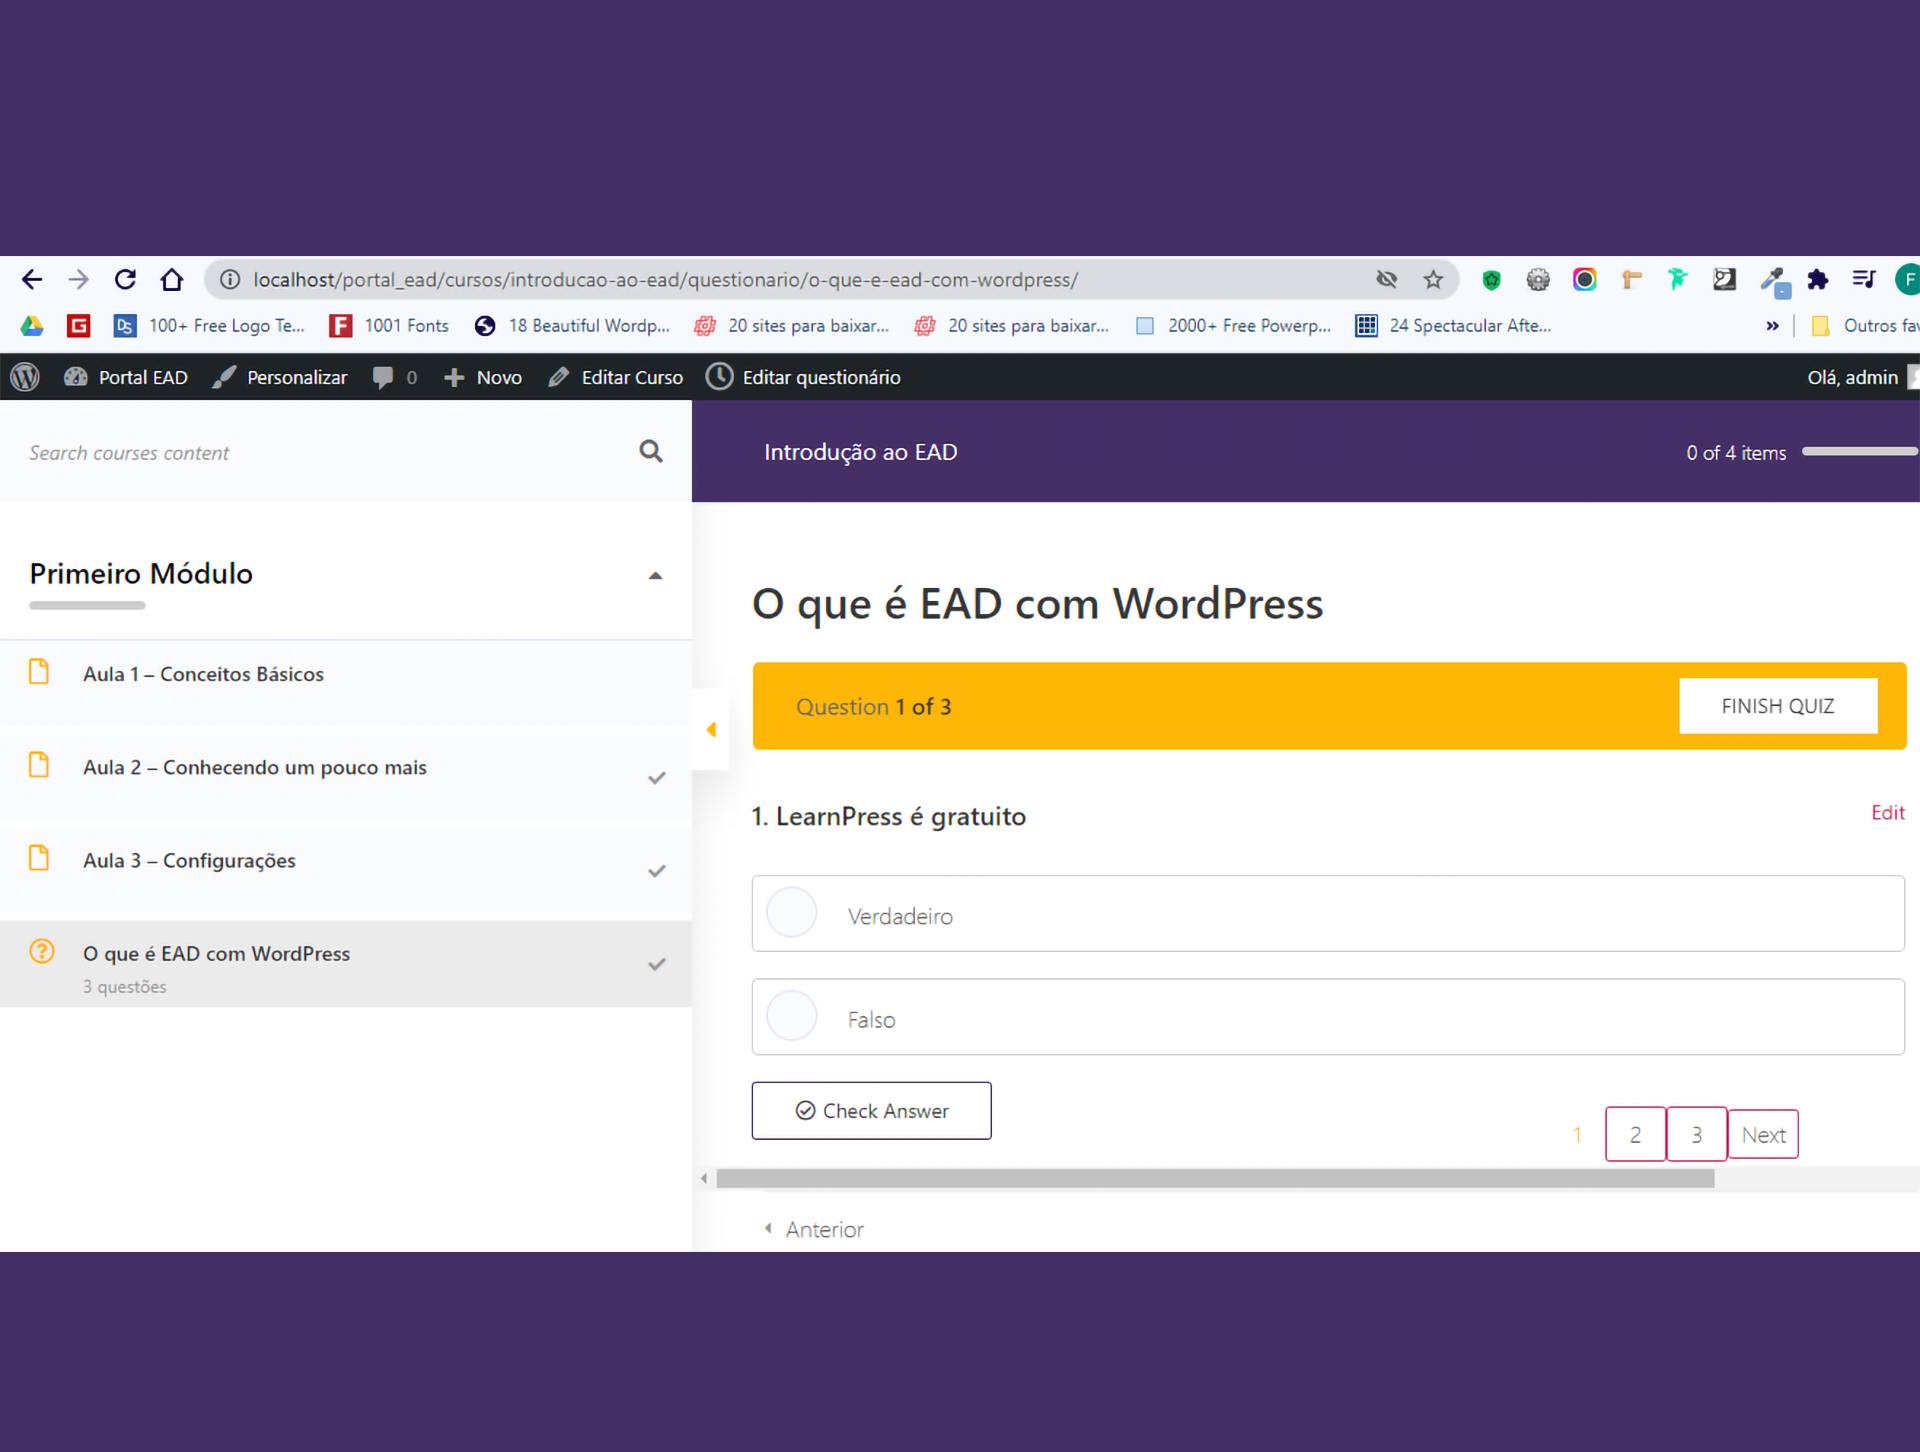 localhost/portal_ead/cursos/introducao-ao-ead/questionario/o-que-e-ead-com-wordpress/
F
G DS 100+ Free Logo Te... F 1001 Fonts S 18 Beautiful Wordp... 20 sites para baixar... 20 sites para baixar... 2000+ Free Powerp... 24 Spectacular Afte... » Outros fav
Portal EAD Personalizar 0 + Novo Editar Curso Editar questionário Olá, admin
Search courses content
Introdução ao EAD
0 of 4 items
Primeiro Módulo
Aula 1 – Conceitos Básicos
Aula 2 – Conhecendo um pouco mais
Aula 3 – Configurações
O que é EAD com WordPress
3 questões
O que é EAD com WordPress
Question 1 of 3
FINISH QUIZ
1. LearnPress é gratuito
Edit
Verdadeiro
Falso
Check Answer
1 2 3 Next
Anterior